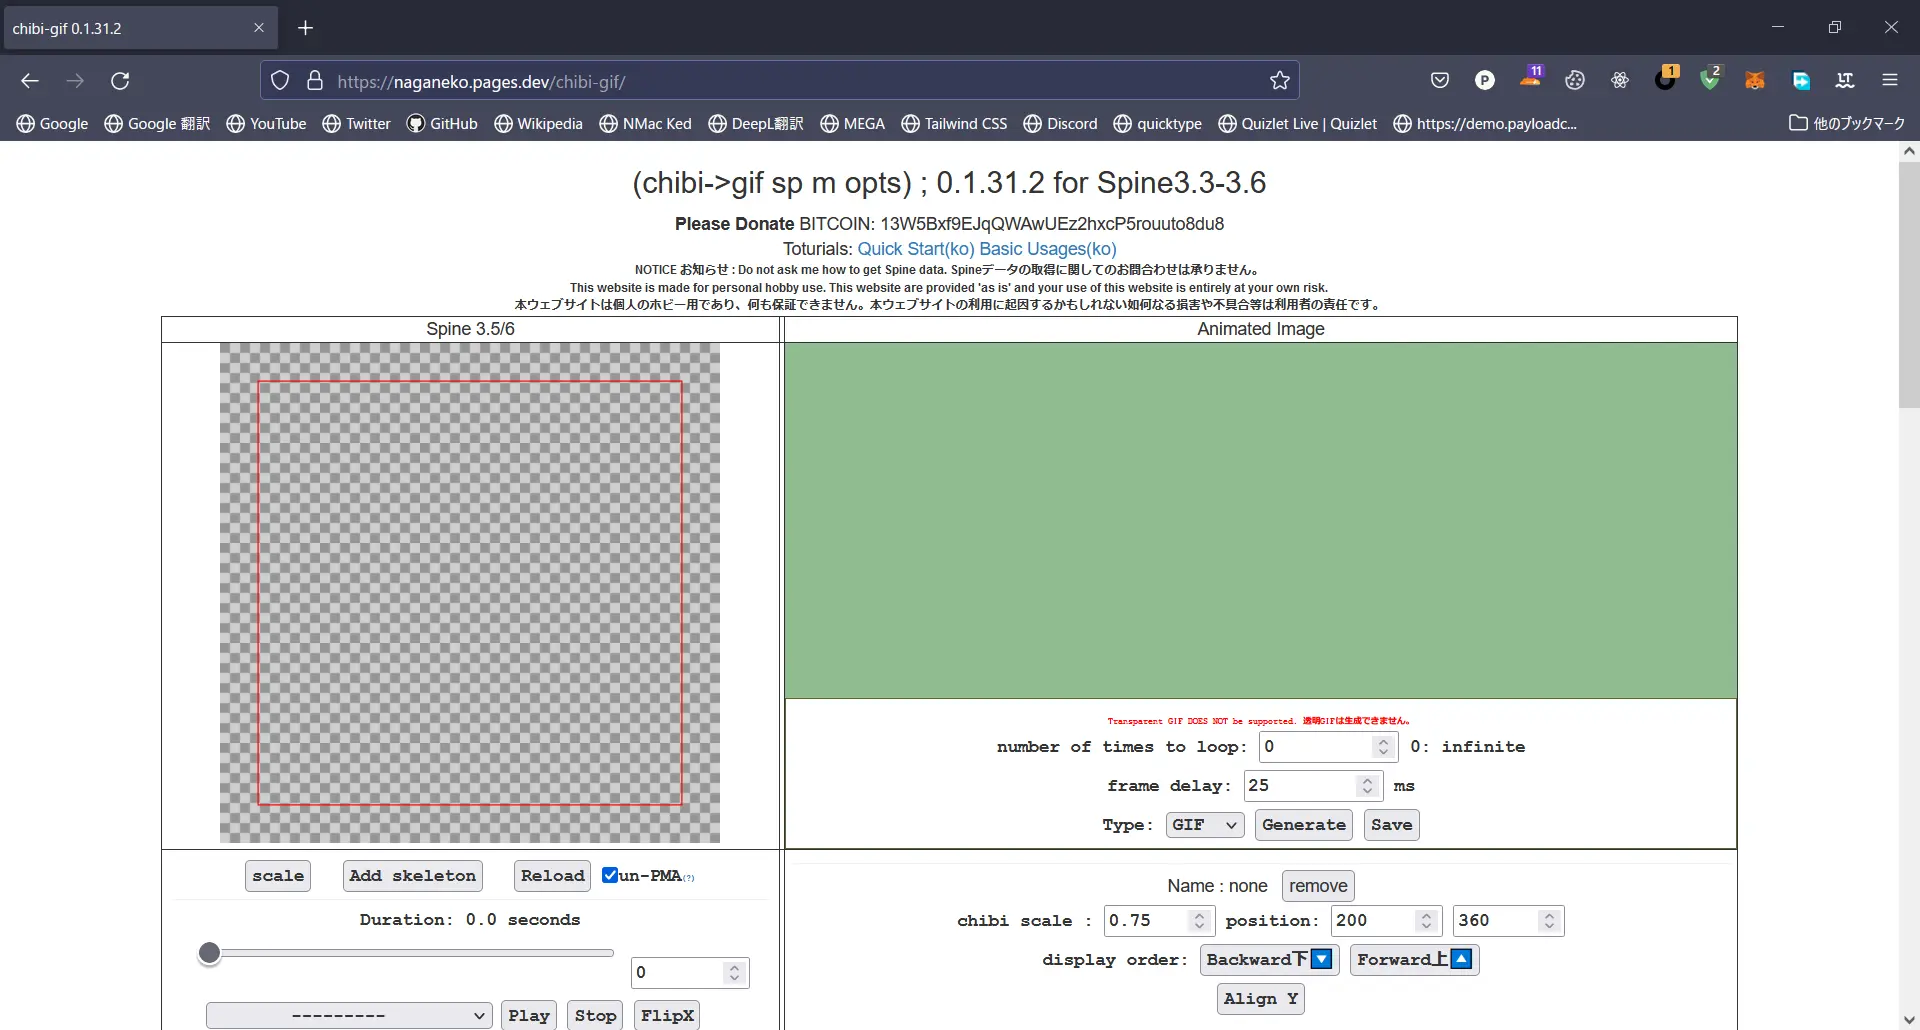 chibi-gif 0.1.31.2
https://naganeko.pages.dev/chibi-gif/
P
11
1
2
Google
Google 翻訳
YouTube
Twitter
GitHub
Wikipedia
NMac Ked
DeepL翻訳
MEGA
Tailwind CSS
Discord
quicktype
Quizlet Live | Quizlet
https://demo.payloadc...
他のブックマーク
(chibi->gif sp m opts) ; 0.1.31.2 for Spine3.3-3.6
Please Donate BITCOIN: 13W5Bxf9EJqQWAwUEz2hxcP5rouuto8du8
Toturials: Quick Start(ko) Basic Usages(ko)
NOTICE お知らせ : Do not ask me how to get Spine data. Spineデータの取得に関してのお問合わせは承りません。
This website is made for personal hobby use. This website are provided 'as is' and your use of this website is entirely at your own risk.
本ウェブサイトは個人のホビー用であり、何も保証できません。本ウェブサイトの利用に起因するかもしれない如何なる損害や不具合等は利用者の責任です。
Spine 3.5/6
Animated Image
Transparent GIF DOES NOT be supported. 透明GIFは生成できません。
number of times to loop: 0 0: infinite
frame delay: 25 ms
Type: GIF Generate Save
scale Add skeleton Reload un-PMA(?)
Duration: 0.0 seconds
0
--------- Play Stop FlipX
Name : none remove
chibi scale : 0.75 position: 200 360
display order: Backward下🔽 Forward上🔼
Align Y